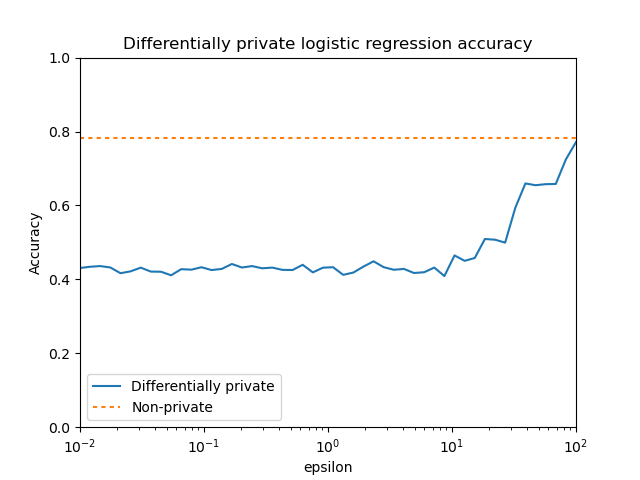 Differentially private logistic regression accuracy
1.0
0.8
0.6
0.4
0.2
0.0
Accuracy
Differentially private
Non-private
10⁻² 10⁻¹ 10⁰ 10¹ 10²
epsilon